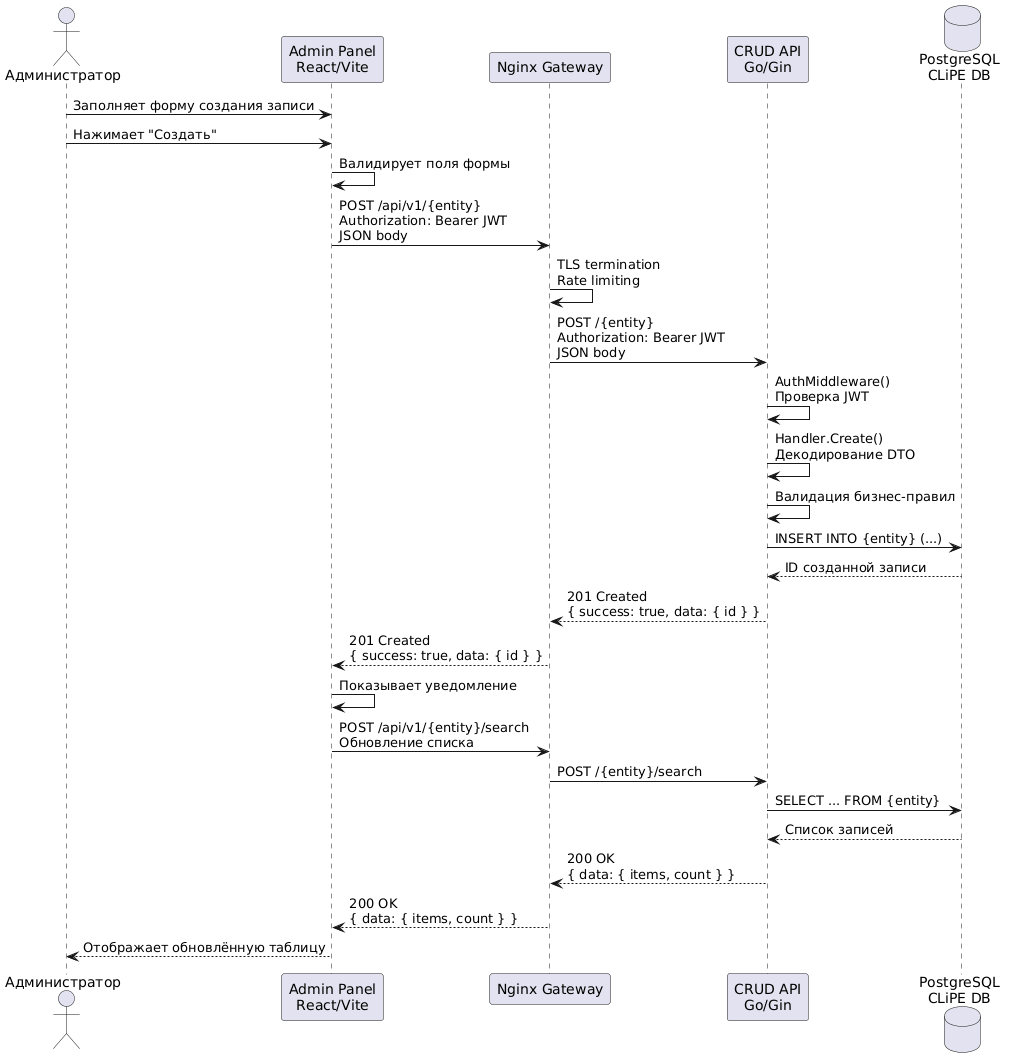 Администратор
Admin Panel
React/Vite
Nginx Gateway
CRUD API
Go/Gin
PostgreSQL
CLiPE DB
Заполняет форму создания записи
Нажимает "Создать"
Валидирует поля формы
POST /api/v1/{entity}
Authorization: Bearer JWT
JSON body
TLS termination
Rate limiting
POST /{entity}
Authorization: Bearer JWT
JSON body
AuthMiddleware()
Проверка JWT
Handler.Create()
Декодирование DTO
Валидация бизнес-правил
INSERT INTO {entity} (...)
ID созданной записи
201 Created
{ success: true, data: { id } }
201 Created
{ success: true, data: { id } }
Показывает уведомление
POST /api/v1/{entity}/search
Обновление списка
POST /{entity}/search
SELECT ... FROM {entity}
Список записей
200 OK
{ data: { items, count } }
200 OK
{ data: { items, count } }
Отображает обновлённую таблицу
Администратор
Admin Panel
React/Vite
Nginx Gateway
CRUD API
Go/Gin
PostgreSQL
CLiPE DB